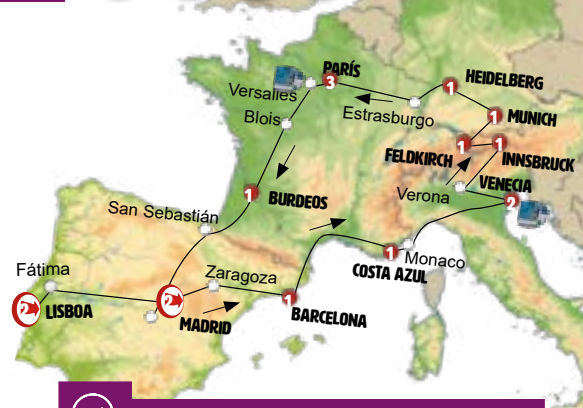 PARÍS
3
HEIDELBERG
1
Versalles
Estrasburgo
1
MUNICH
Blois
FELDKIRCH
1
1
INNSBRUCK
Verona
VENECIA
2
1
BURDEOS
San Sebastián
Fátima
Zaragoza
1
COSTA AZUL
Monaco
2
LISBOA
2
MADRID
1
BARCELONA